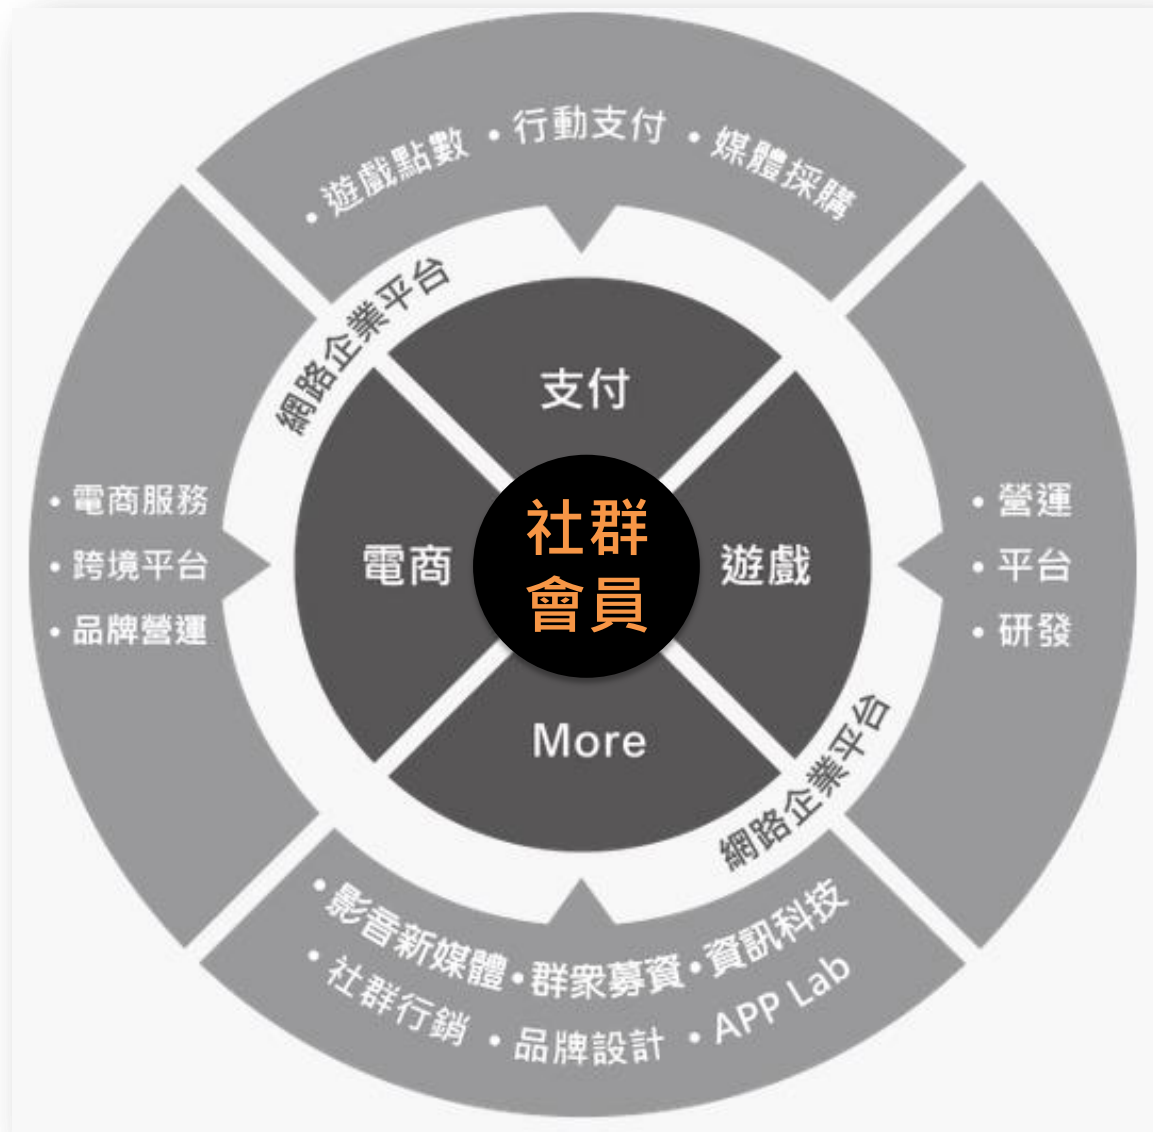 • 遊戲點數 • 行動支付 • 媒體採購
網路企業平台
支付
• 電商服務
• 跨境平台
• 品牌營運
電商
社群
會員
遊戲
• 營運
• 平台
• 研發
More
網路企業平台
• 影音新媒體 • 群眾募資 • 資訊科技
• 社群行銷 • 品牌設計 • APP Lab